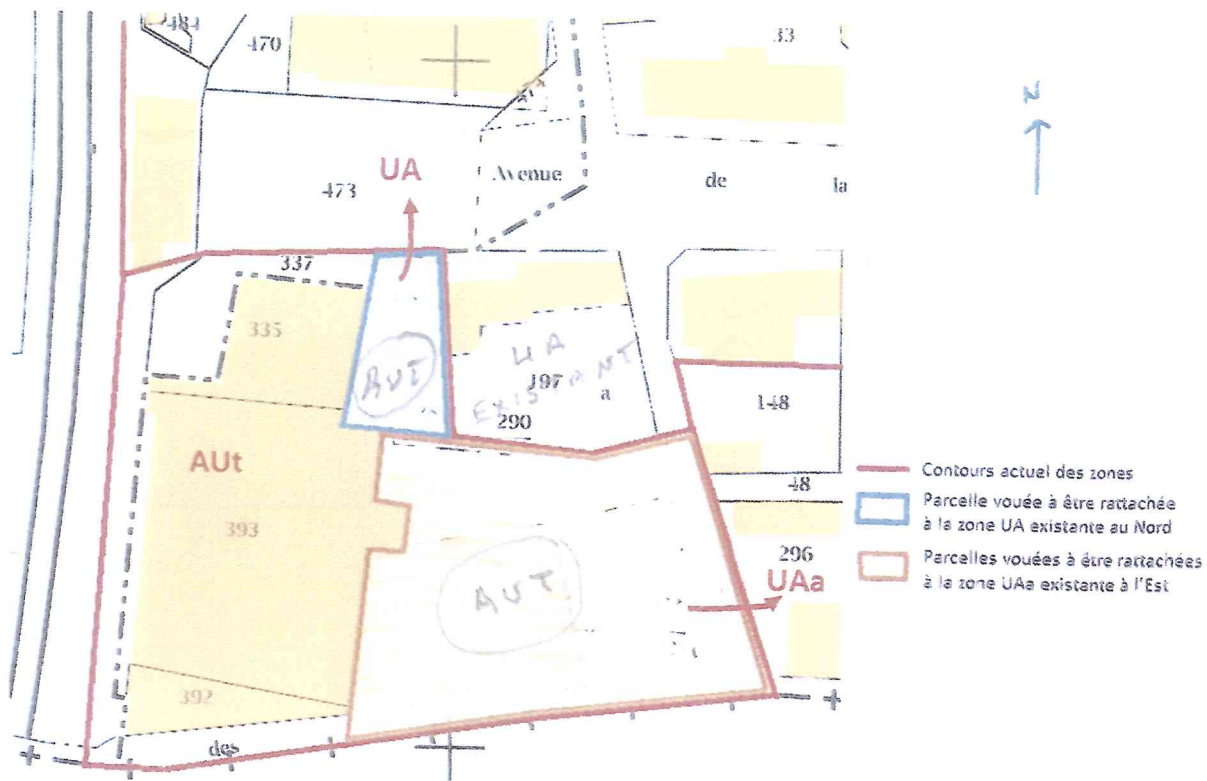 484
470
33
N
UA
Avenue
de
la
473
337
335
AUT
UA
EXISTANT
197
a
290
148
AUt
48
393
296
AUT
UAa
392
des
Contours actuel des zones
Parcelle vouée à être rattachée
à la zone UA existante au Nord
Parcelles vouées à être rattachées
à la zone UAa existante à l'Est